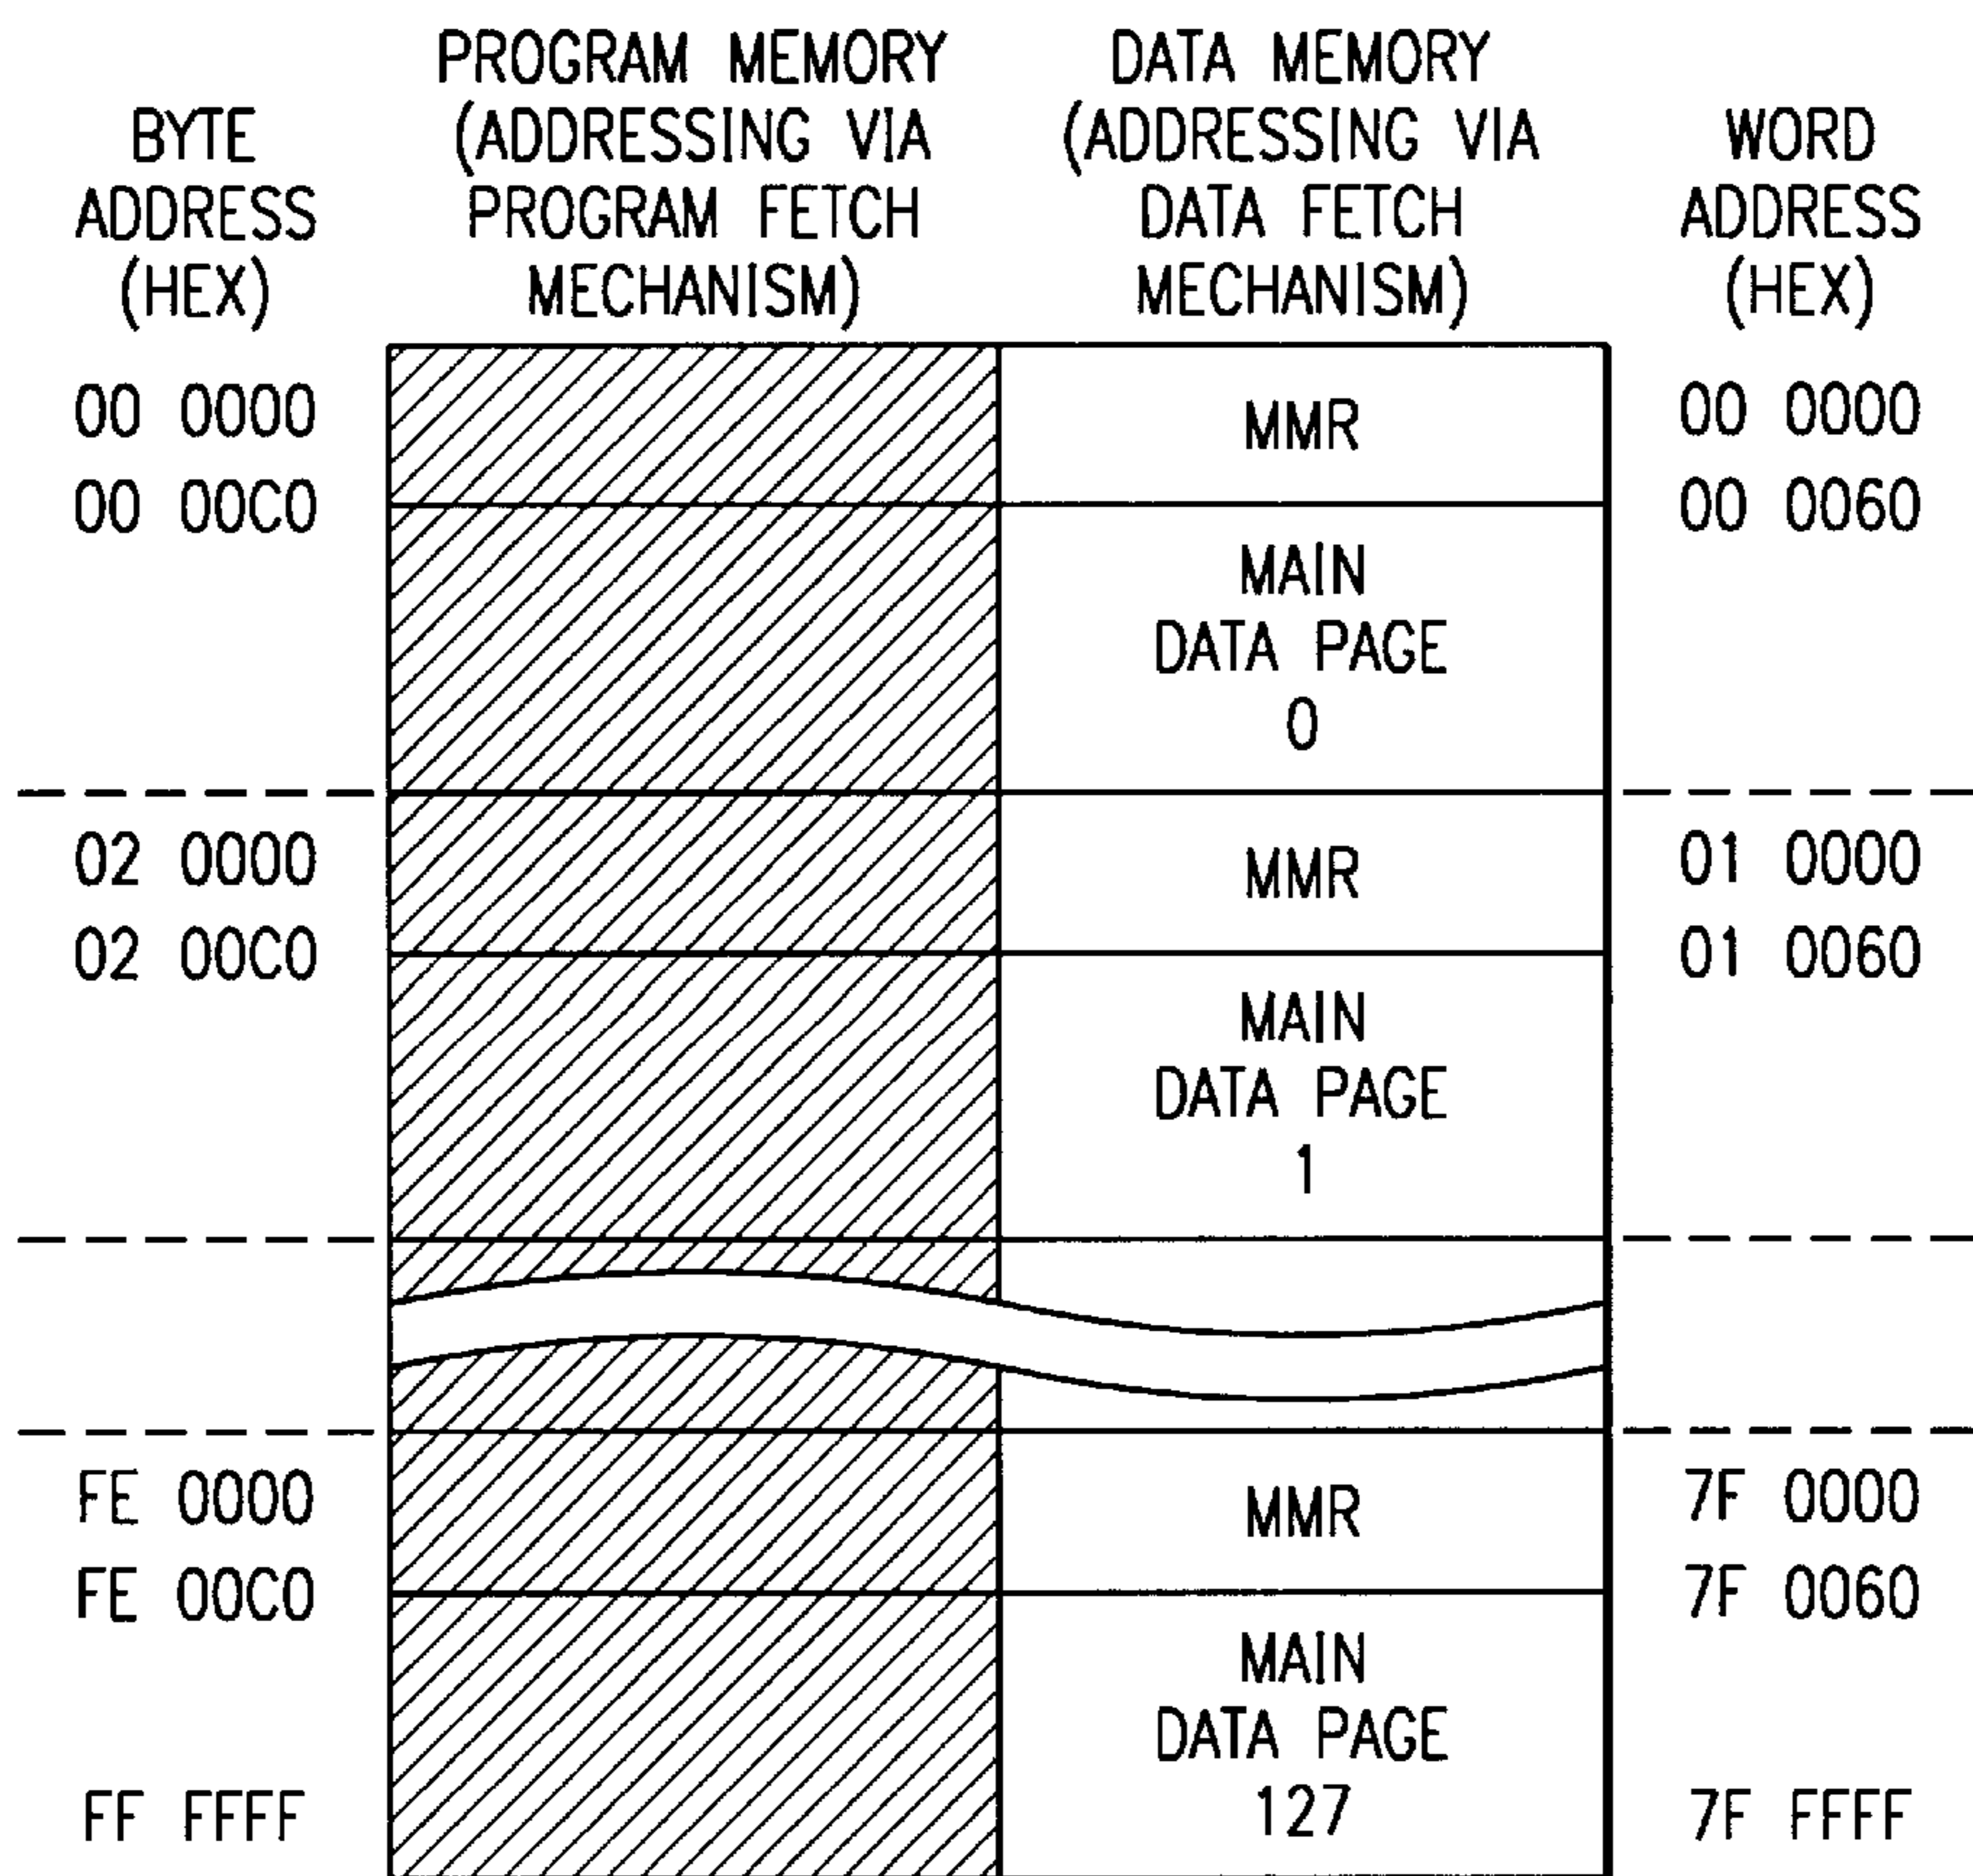 BYTE
ADDRESS
(HEX)
PROGRAM MEMORY
(ADDRESSING VIA
PROGRAM FETCH
MECHANISM)
DATA MEMORY
(ADDRESSING VIA
DATA FETCH
MECHANISM)
WORD
ADDRESS
(HEX)
00 0000
MMR
00 0000
00 00C0
00 0060
MAIN
DATA PAGE
0
02 0000
MMR
01 0000
02 00C0
01 0060
MAIN
DATA PAGE
1
FE 0000
MMR
7F 0000
FE 00C0
7F 0060
MAIN
DATA PAGE
127
FF FFFF
7F FFFF